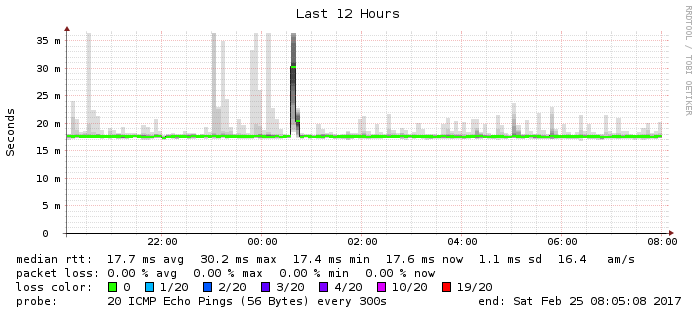 Last 12 Hours
RRDTOOL / TOBI OETIKER
Seconds
35 m
30 m
25 m
20 m
15 m
10 m
5 m
0
22:00 00:00 02:00 04:00 06:00 08:00
median rtt: 17.7 ms avg 30.2 ms max 17.4 ms min 17.6 ms now 1.1 ms sd 16.4 am/s
packet loss: 0.00 % avg 0.00 % max 0.00 % min 0.00 % now
loss color: 0 1/20 2/20 3/20 4/20 10/20 19/20
probe: 20 ICMP Echo Pings (56 Bytes) every 300s end: Sat Feb 25 08:05:08 2017